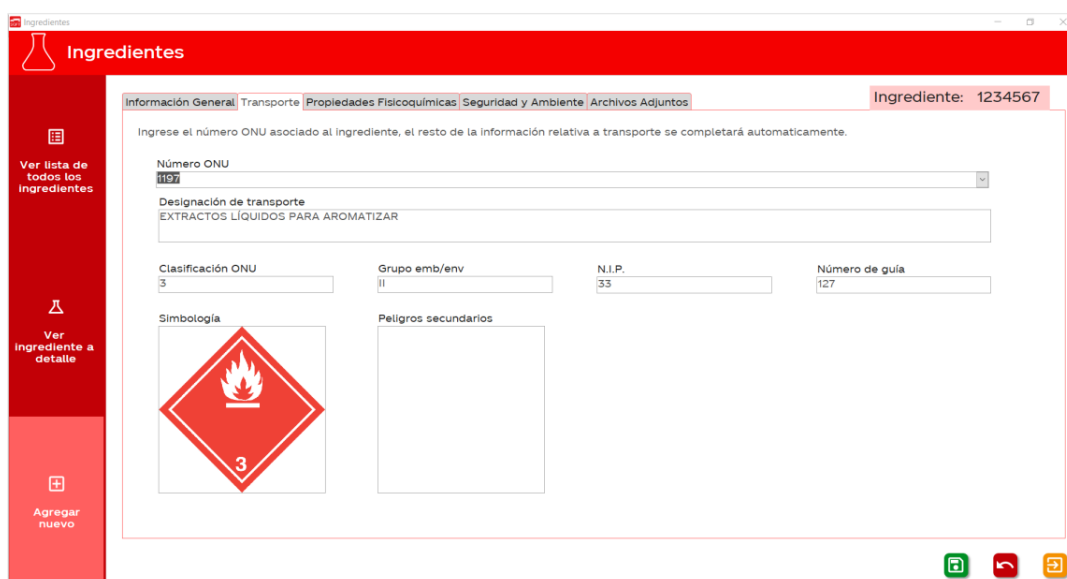 Ingredientes
Ingredientes
Información General Transporte Propiedades Fisicoquímicas Seguridad y Ambiente Archivos Adjuntos
Ingrediente: 1234567
Ingrese el número ONU asociado al ingrediente, el resto de la información relativa a transporte se completará automaticamente.
Ver lista de
todos los
ingredientes
Número ONU
1197
Designación de transporte
EXTRACTOS LÍQUIDOS PARA AROMATIZAR
Clasificación ONU Grupo emb/env N.I.P. Número de guía
3 II 33 127
Ver
ingrediente a
detalle
Simbología Peligros secundarios
3
Agregar
nuevo